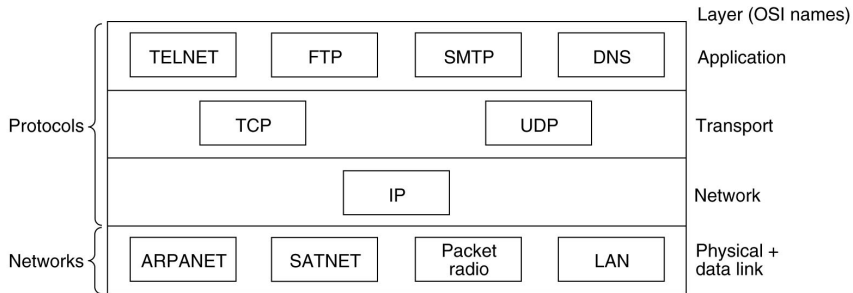 Layer (OSI names)
TELNET FTP SMTP DNS Application
Protocols TCP UDP Transport
IP Network
Networks ARPANET SATNET Packet
radio LAN Physical +
data link